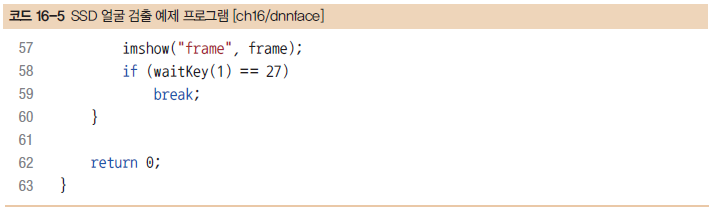 코드 16-5 SSD 얼굴 검출 예제 프로그램 [ch16/dnnface]
57 imshow("frame", frame);
58 if (waitKey(1) == 27)
59 break;
60 }
61
62 return 0;
63 }